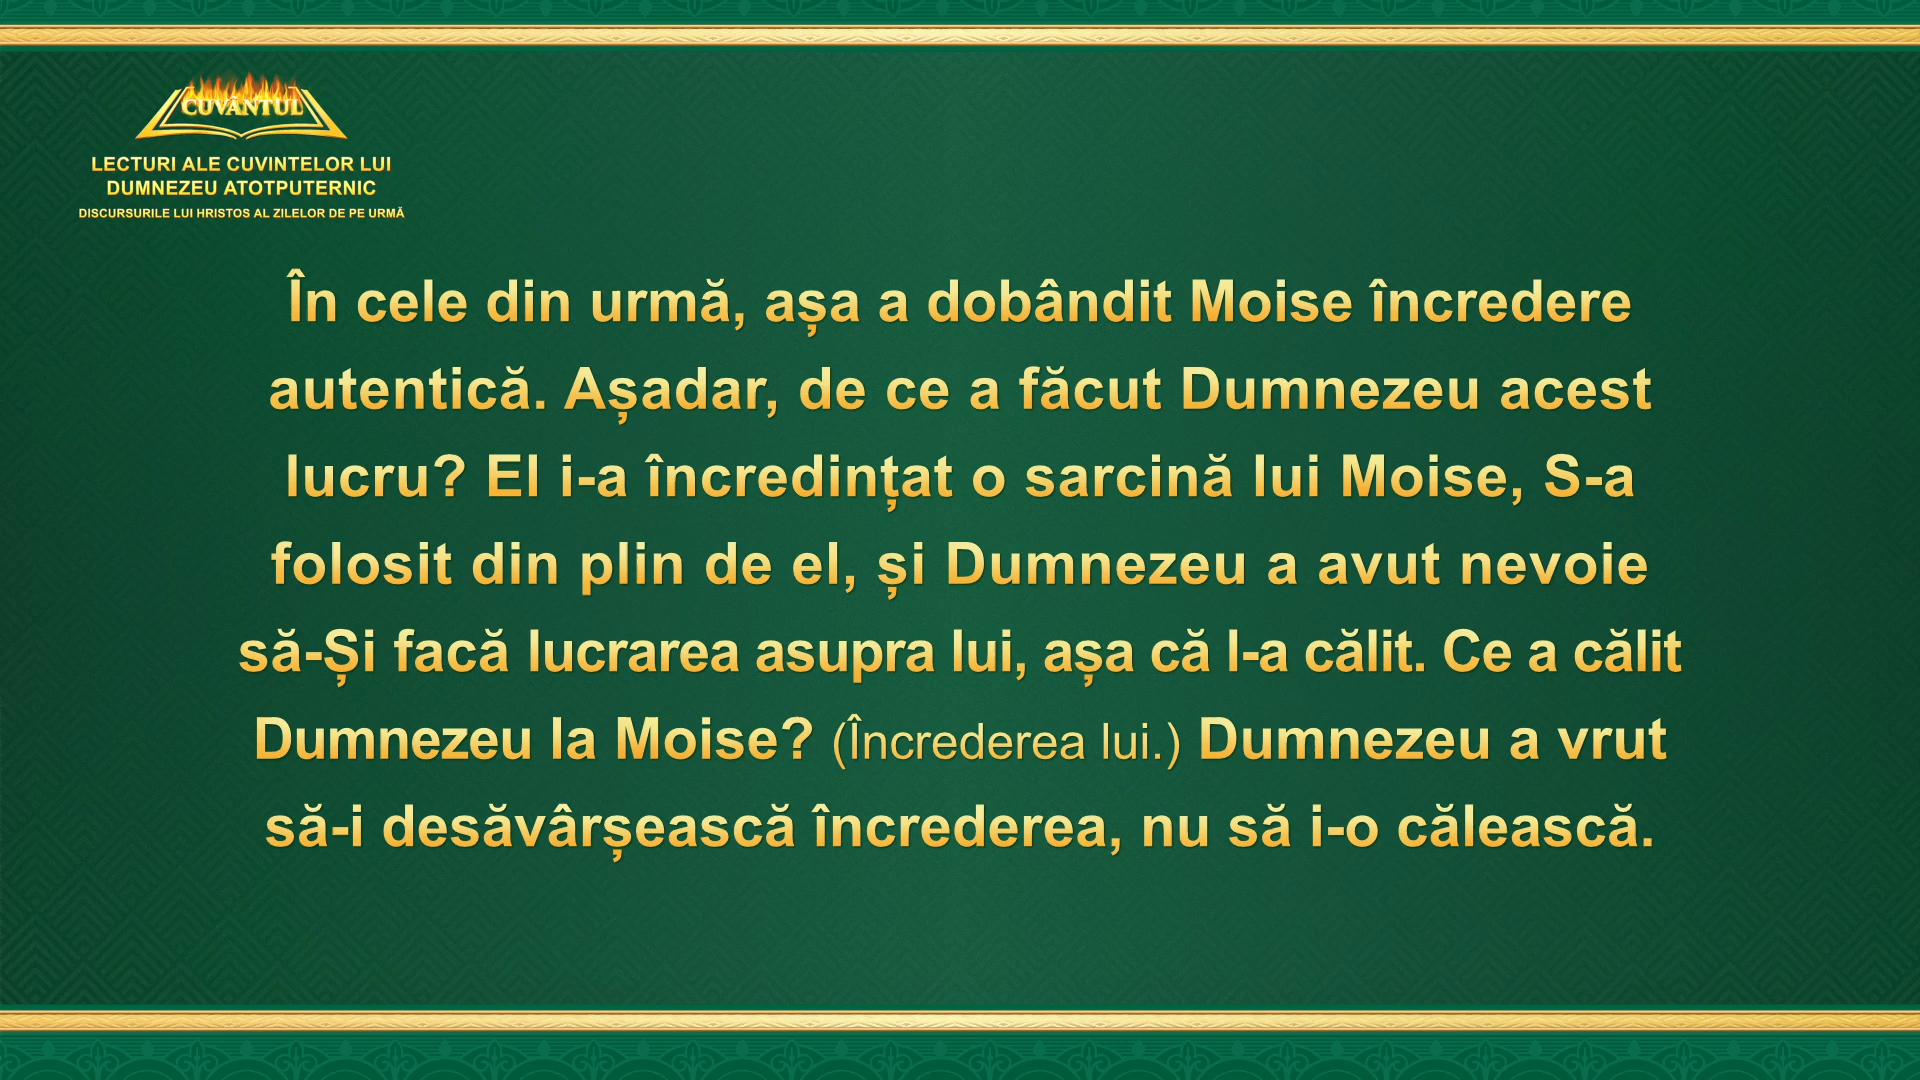 CUVÂNTUL
LECTURI ALE CUVINTELOR LUI
DUMNEZEU ATOTPUTERNIC
DISCURSURILE LUI HRISTOS AL ZILELOR DE PE URMĂ
În cele din urmă, așa a dobândit Moise încredere
autentică. Așadar, de ce a făcut Dumnezeu acest
lucru? El i-a încredințat o sarcină lui Moise, S-a
folosit din plin de el, și Dumnezeu a avut nevoie
să-Și facă lucrarea asupra lui, așa că l-a călit. Ce a călit
Dumnezeu la Moise? (Încrederea lui.) Dumnezeu a vrut
să-i desăvârșească încrederea, nu să i-o călească.